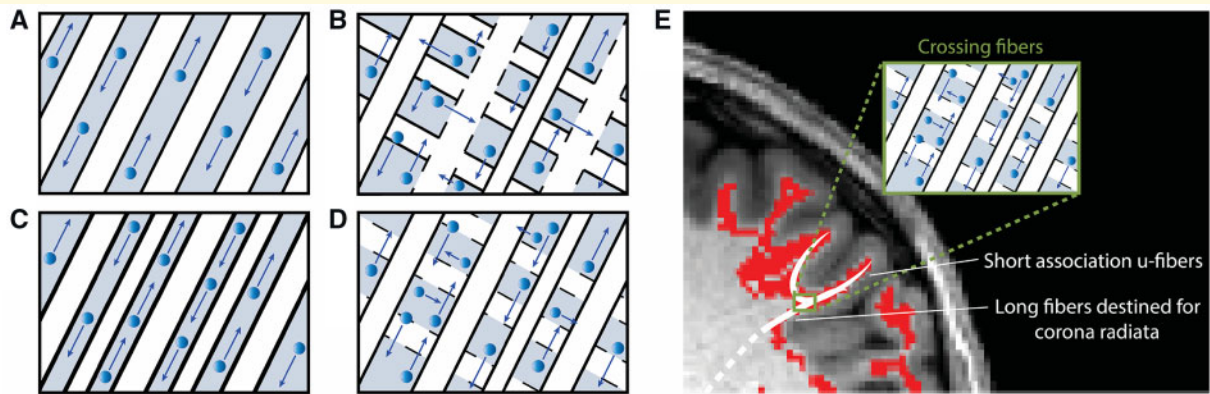 A
B
E
Crossing fibers
C
D
Short association u-fibers
Long fibers destined for
corona radiata